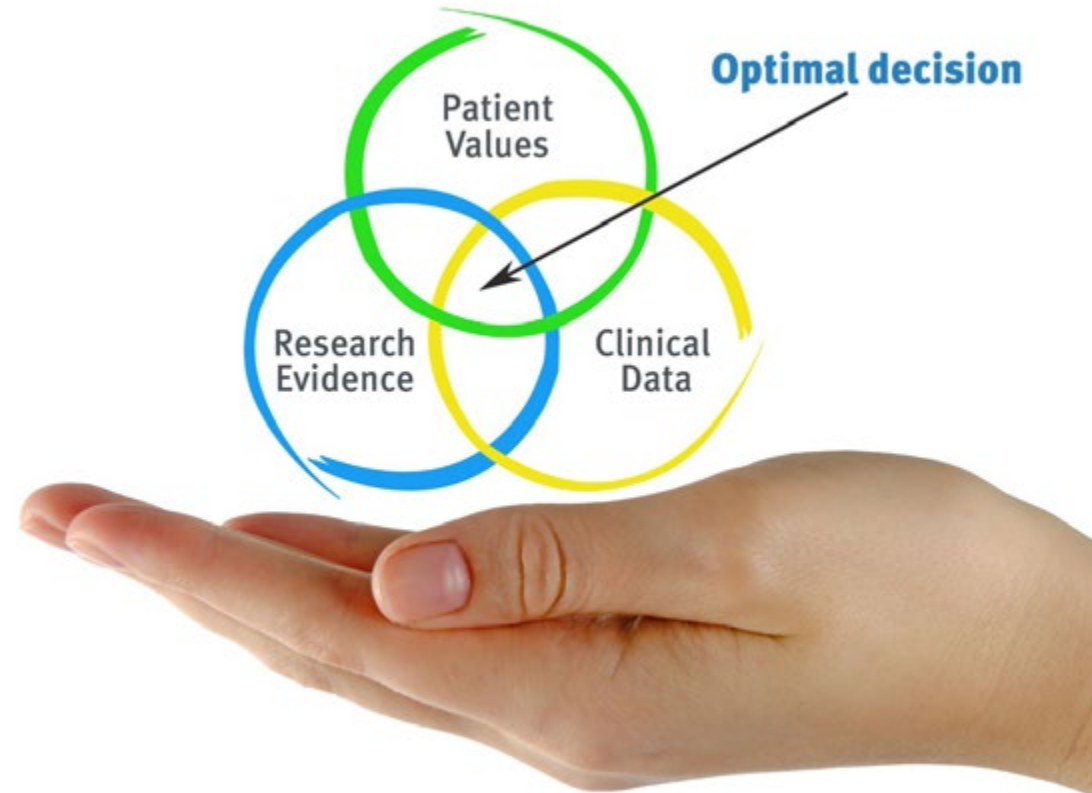 Patient
Values
Optimal decision
Research
Evidence
Clinical
Data